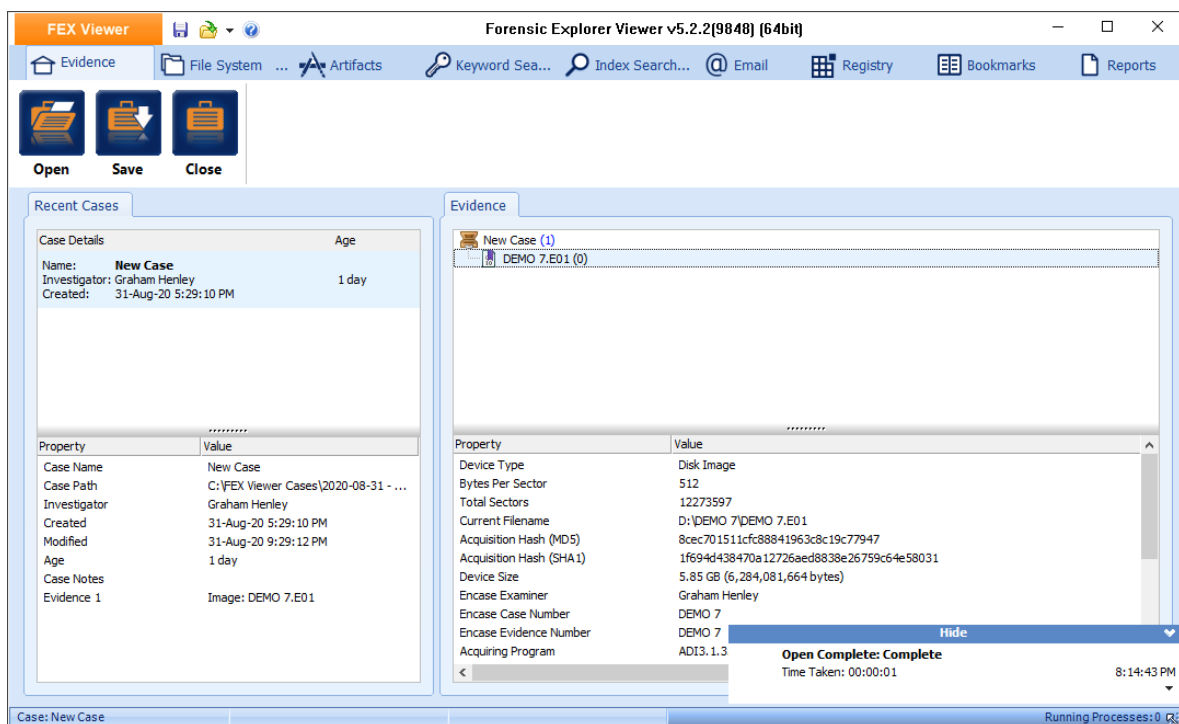 FEX Viewer
Forensic Explorer Viewer v5.2.2(9848) (64bit)
Evidence File System ... Artifacts Keyword Sea... Index Search... Email Registry Bookmarks Reports
Open Save Close
Recent Cases
Case Details Age
Name: New Case
Investigator: Graham Henley 1 day
Created: 31-Aug-20 5:29:10 PM
Property Value
Case Name New Case
Case Path C:\FEX Viewer Cases\2020-08-31 - ...
Investigator Graham Henley
Created 31-Aug-20 5:29:10 PM
Modified 31-Aug-20 9:29:12 PM
Age 1 day
Case Notes
Evidence 1 Image: DEMO 7.E01
Evidence
New Case (1)
DEMO 7.E01 (0)
Property Value
Device Type Disk Image
Bytes Per Sector 512
Total Sectors 12273597
Current Filename D:\DEMO 7\DEMO 7.E01
Acquisition Hash (MD5) 8cec701511cfc88841963c8c19c77947
Acquisition Hash (SHA1) 1f694d438470a12726aed8838e26759c64e58031
Device Size 5.85 GB (6,284,081,664 bytes)
Encase Examiner Graham Henley
Encase Case Number DEMO 7
Encase Evidence Number DEMO 7
Acquiring Program ADI3.1.3
Hide
Open Complete: Complete
Time Taken: 00:00:01 8:14:43 PM
Case: New Case
Running Processes: 0